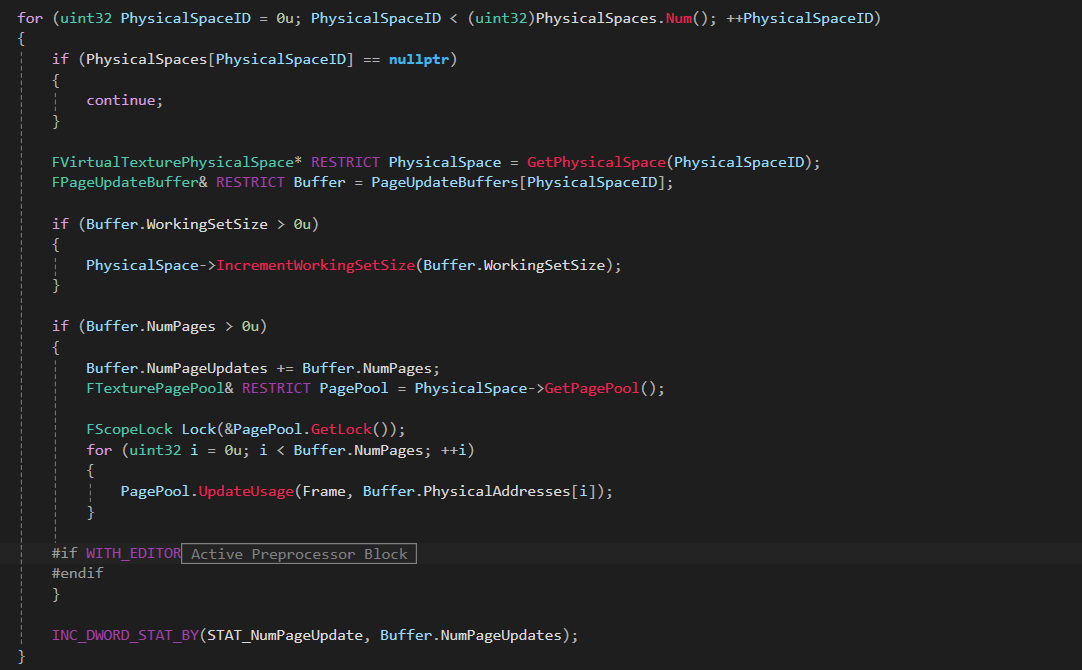 for (uint32 PhysicalSpaceID = 0u; PhysicalSpaceID < (uint32)PhysicalSpaces.Num(); ++PhysicalSpaceID)
{
    if (PhysicalSpaces[PhysicalSpaceID] == nullptr)
    {
        continue;
    }

    FVirtualTexturePhysicalSpace* RESTRICT PhysicalSpace = GetPhysicalSpace(PhysicalSpaceID);
    FPageUpdateBuffer& RESTRICT Buffer = PageUpdateBuffers[PhysicalSpaceID];

    if (Buffer.WorkingSetSize > 0u)
    {
        PhysicalSpace->IncrementWorkingSetSize(Buffer.WorkingSetSize);
    }

    if (Buffer.NumPages > 0u)
    {
        Buffer.NumPageUpdates += Buffer.NumPages;
        FTexturePagePool& RESTRICT PagePool = PhysicalSpace->GetPagePool();

        FScopeLock Lock(&PagePool.GetLock());
        for (uint32 i = 0u; i < Buffer.NumPages; ++i)
        {
            PagePool.UpdateUsage(Frame, Buffer.PhysicalAddresses[i]);
        }

    #if WITH_EDITOR Active Preprocessor Block
    #endif
    }

    INC_DWORD_STAT_BY(STAT_NumPageUpdate, Buffer.NumPageUpdates);
}